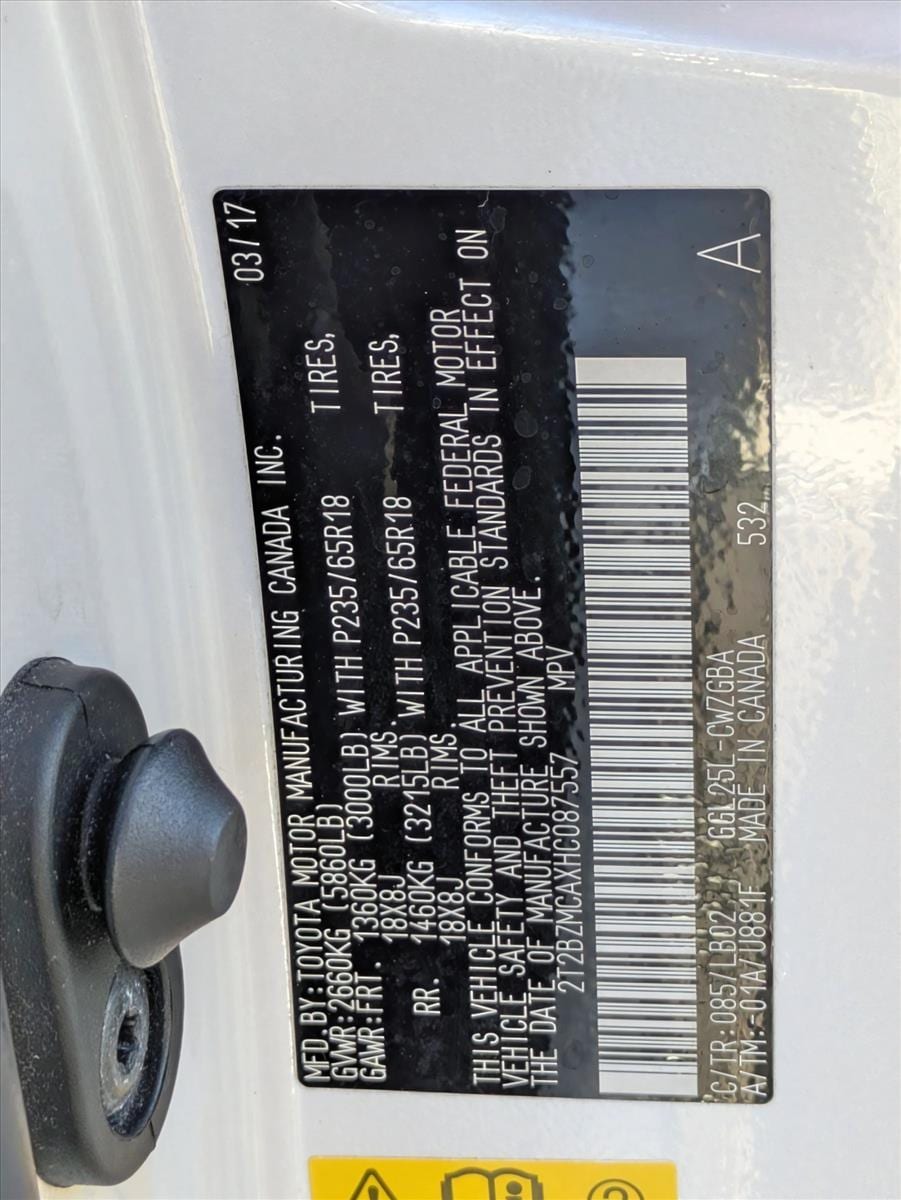 MFD.BY:TOYOTA MOTOR MANUFACTURING CANADA INC. 03/17
GVWR:2660KG (5860LB)
GAWR:FRT. 1360KG (3000LB) WITH P235/65R18 TIRES,
18X8J RIMS,
RR. 1460KG (3215LB) WITH P235/65R18 TIRES,
18X8J RIMS.
THIS VEHICLE CONFORMS TO ALL APPLICABLE FEDERAL MOTOR
VEHICLE SAFETY AND THEFT PREVENTION STANDARDS IN EFFECT ON
THE DATE OF MANUFACTURE SHOWN ABOVE.
2T2BZMCAXHC087557 MPV
C/TR:0857/LB02 GGL25L-CWZGBA A
A/TM:-01A/U881F MADE IN CANADA 532